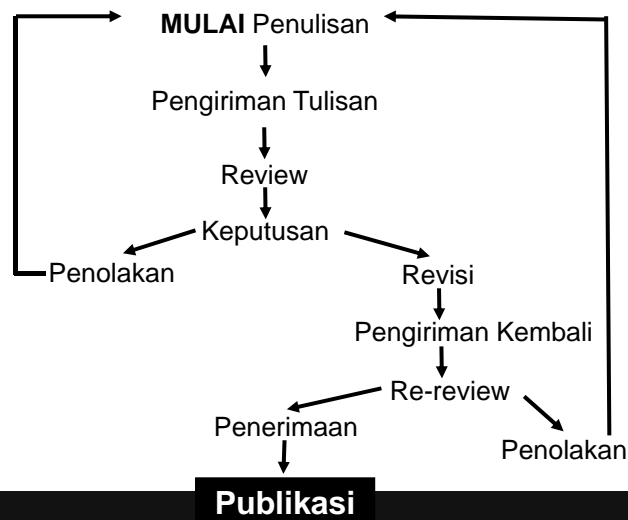 MULAI Penulisan
Pengiriman Tulisan
Review
Keputusan
Penolakan
Revisi
Pengiriman Kembali
Re-review
Penerimaan
Penolakan
Publikasi